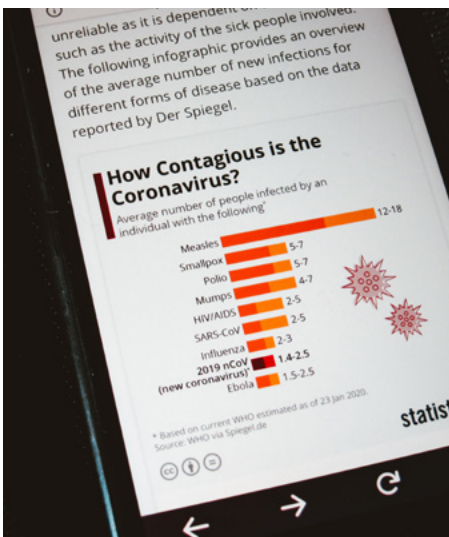 unreliable as it is dependent on
such as the activity of the sick people involved.
The following infographic provides an overview
of the average number of new infections for
different forms of disease based on the data
reported by Der Spiegel.
How Contagious is the
Coronavirus?
Average number of people infected by an
individual with the following*
Measles 12-18
Smallpox 5-7
Polio 5-7
Mumps 4-7
HIV/AIDS 2-5
SARS-CoV 2-5
Influenza 2-3
2019 nCoV 1.4-2.5
(new coronavirus)*
Ebola 1.5-2.5
* Based on current WHO estimated as of 23 Jan 2020.
Source: WHO via Spiegel.de
cc
statist